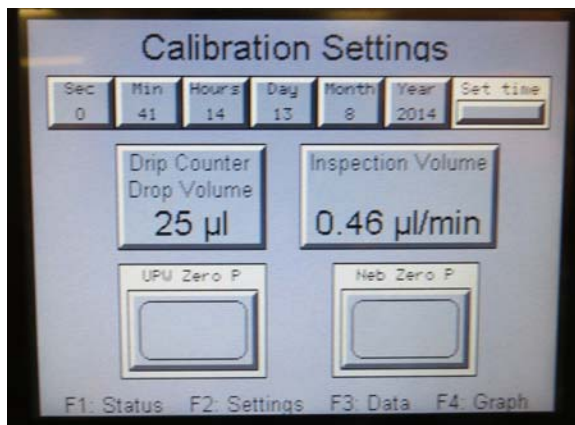 Calibration Settings
Sec Min Hours Day Month Year Set time
0 41 14 13 8 2014
Drip Counter Inspection Volume
Drop Volume
25 µl 0.46 µl/min
UPW Zero P Neb Zero P
F1: Status F2: Settings F3: Data F4: Graph